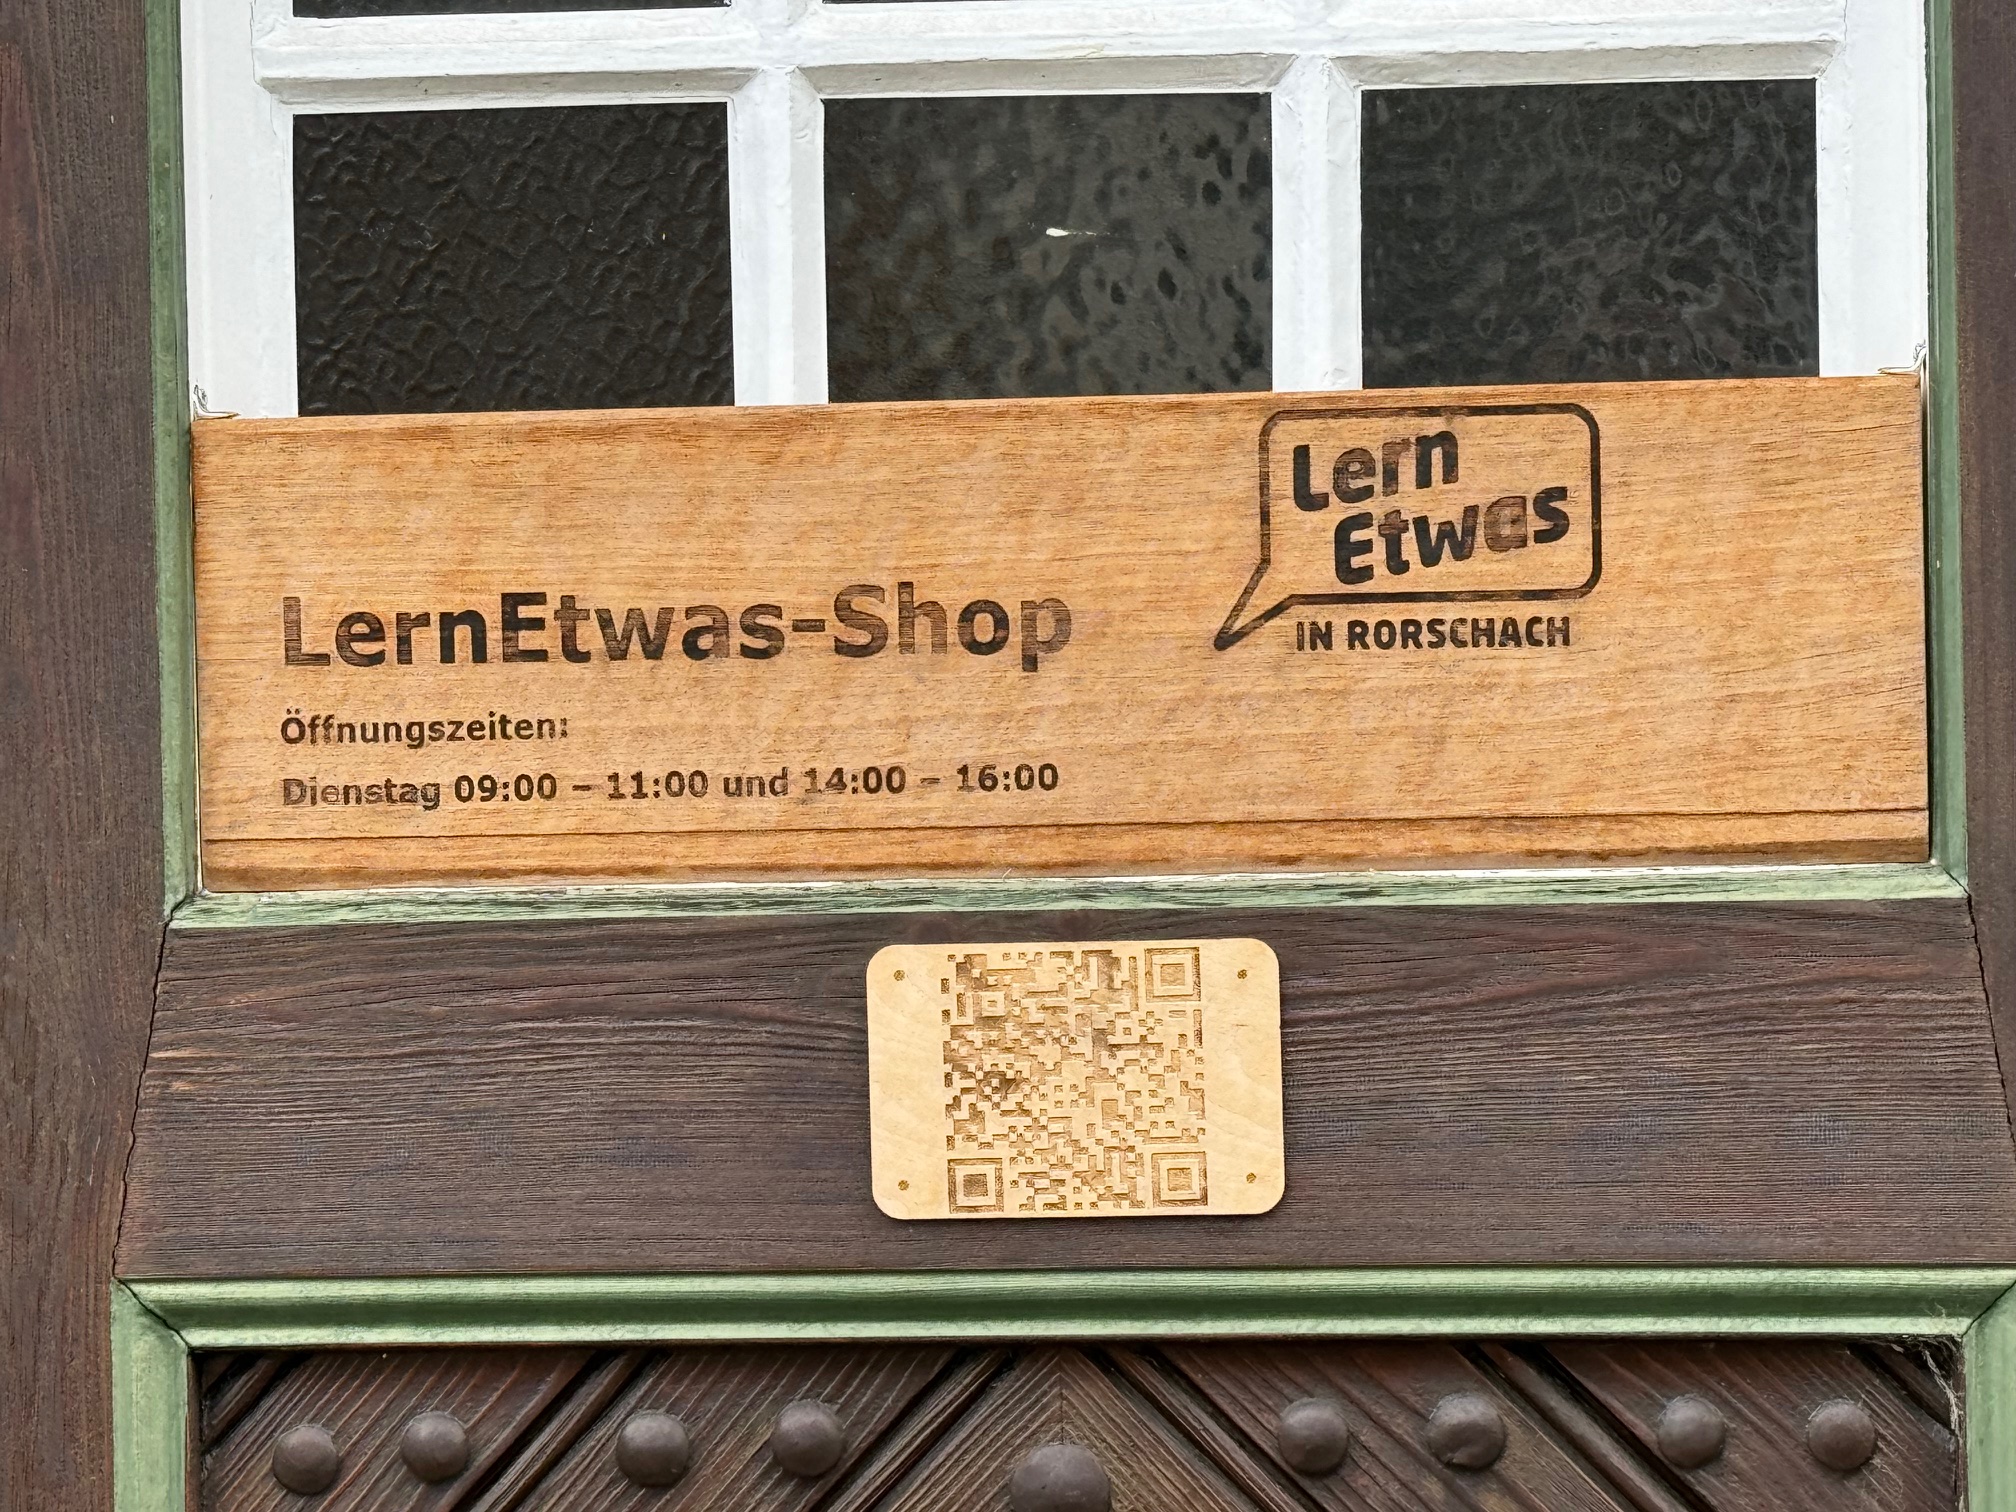 LernEtwas-Shop
Öffnungszeiten:
Dienstag 09:00 – 11:00 und 14:00 – 16:00
Lern
Etwas
IN RORSCHACH